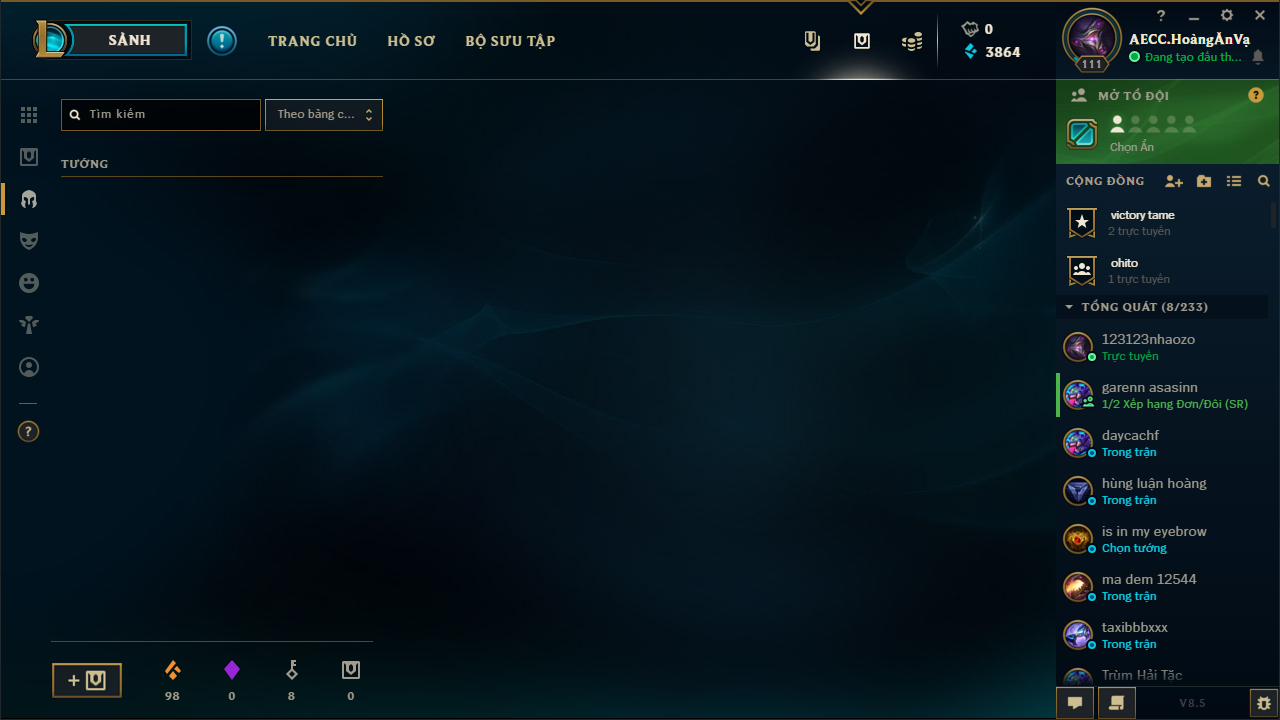 SẢNH
TRANG CHỦ
HỒ SƠ
BỘ SƯU TẬP
0
3864
111
AECC.HoàngĂnVạ
Đang tạo đấu th...
Tìm kiếm
Theo bảng c...
TƯỚNG
98
0
8
0
MỞ TỔ ĐỘI
Chọn Ẩn
CỘNG ĐỒNG
victory tame
2 trực tuyến
ohito
1 trực tuyến
TỔNG QUÁT (8/233)
123123nhaozo
Trực tuyến
garenn asasinn
1/2 Xếp hạng Đơn/Đôi (SR)
daycachf
Trong trận
hùng luận hoàng
Trong trận
is in my eyebrow
Chọn tướng
ma dem 12544
Trong trận
taxibbbxxx
Trong trận
Trùm Hải Tặc
V8.5